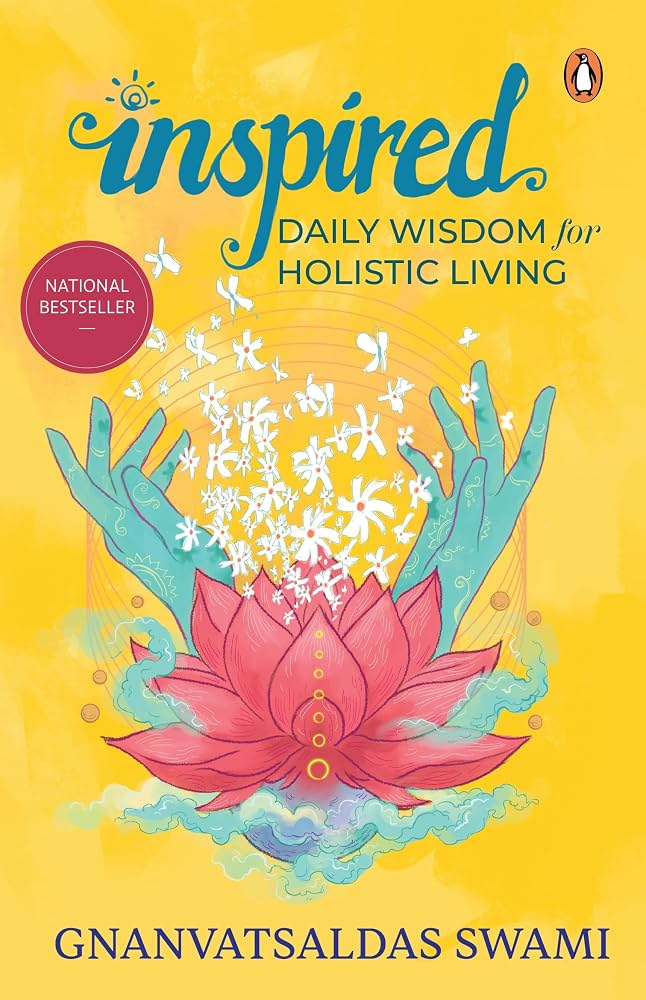 inspired
DAILY WISDOM for
HOLISTIC LIVING
NATIONAL
BESTSELLER
GNANVATSALDAS SWAMI